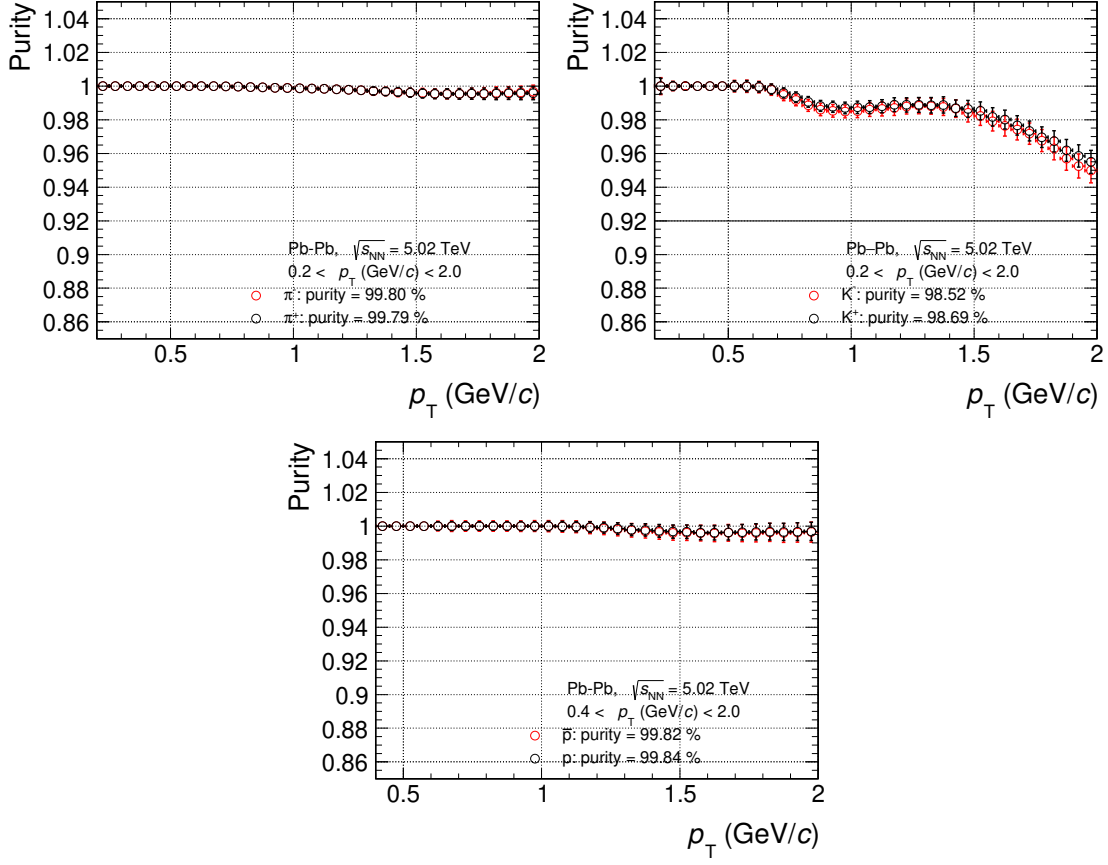 Purity
1.04
1.02
1
0.98
0.96
0.94
0.92
0.9
0.88
0.86
Pb-Pb, √sNN = 5.02 TeV
0.2 < pT (GeV/c) < 2.0
π-: purity = 99.80 %
π+: purity = 99.79 %
0.5 1 1.5 2
pT (GeV/c)
Purity
1.04
1.02
1
0.98
0.96
0.94
0.92
0.9
0.88
0.86
Pb–Pb, √sNN = 5.02 TeV
0.2 < pT (GeV/c) < 2.0
K-: purity = 98.52 %
K+: purity = 98.69 %
0.5 1 1.5 2
pT (GeV/c)
Purity
1.04
1.02
1
0.98
0.96
0.94
0.92
0.9
0.88
0.86
Pb-Pb, √sNN = 5.02 TeV
0.4 < pT (GeV/c) < 2.0
p̅: purity = 99.82 %
p: purity = 99.84 %
0.5 1 1.5 2
pT (GeV/c)